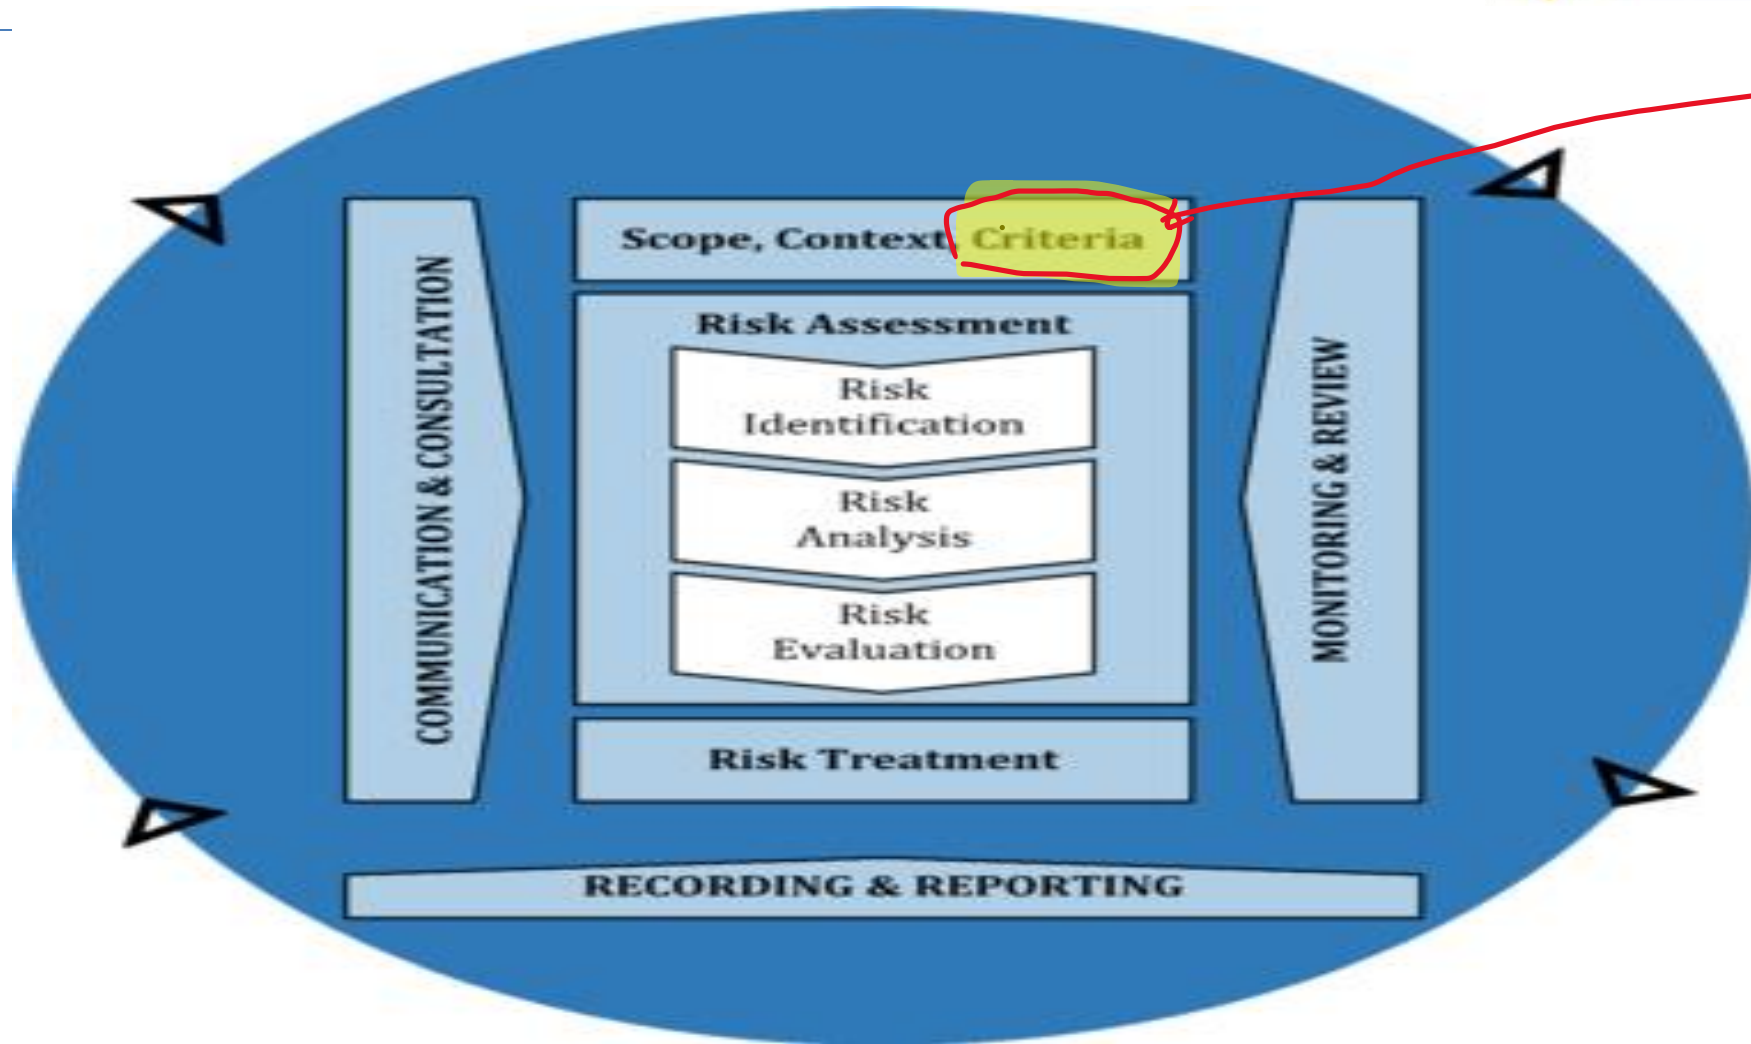 Scope, Context, Criteria
Risk Assessment
Risk
Identification
Risk
Analysis
Risk
Evaluation
Risk Treatment
COMMUNICATION & CONSULTATION
MONITORING & REVIEW
RECORDING & REPORTING